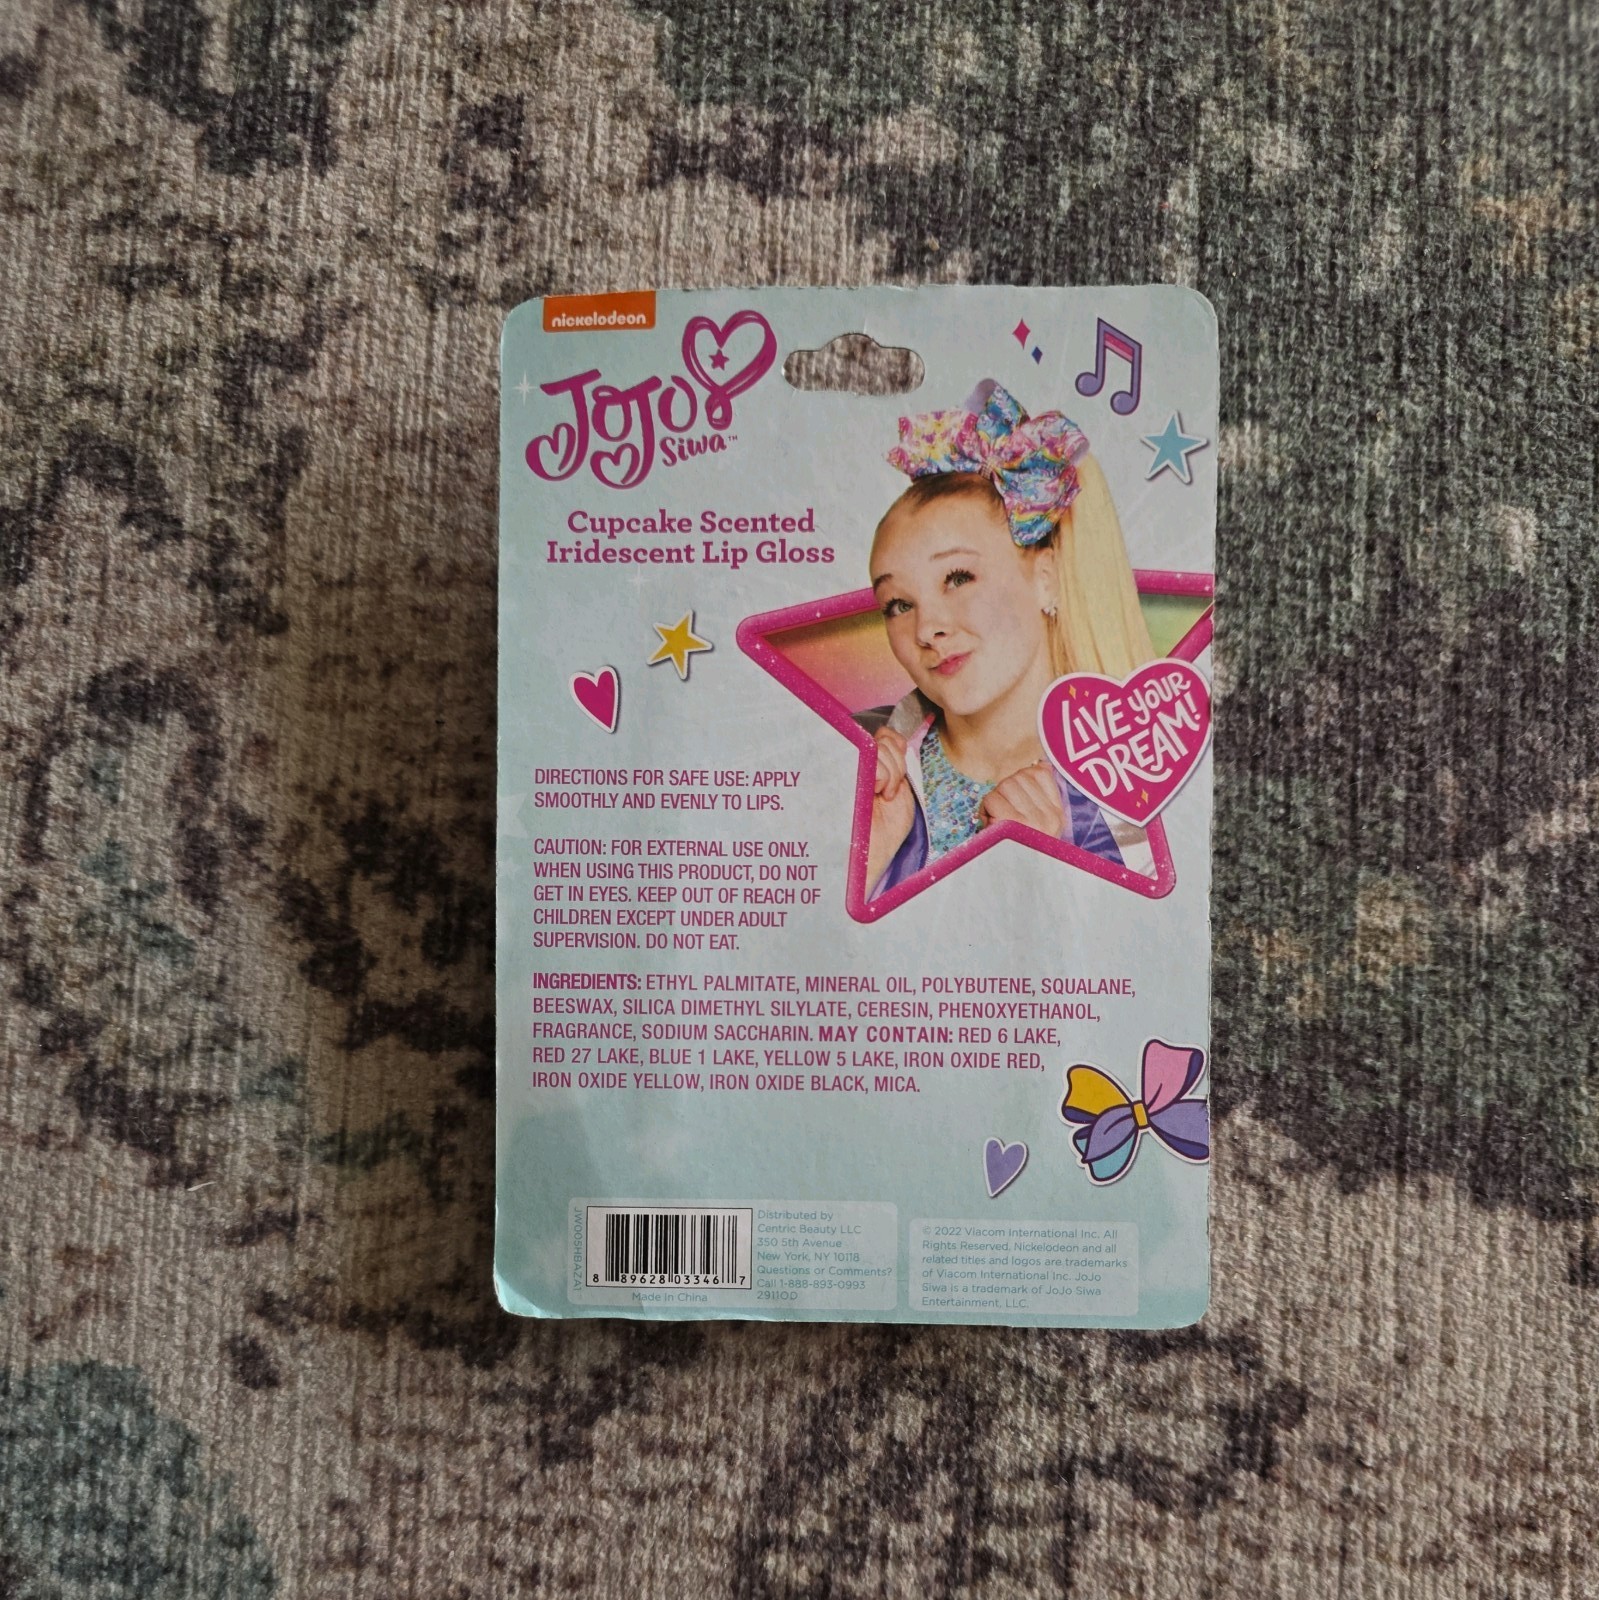 nickelodeon
JoJo
Siwa™
Cupcake Scented
Iridescent Lip Gloss
LIVE YOUR
DREAM!
DIRECTIONS FOR SAFE USE: APPLY
SMOOTHLY AND EVENLY TO LIPS.
CAUTION: FOR EXTERNAL USE ONLY.
WHEN USING THIS PRODUCT, DO NOT
GET IN EYES. KEEP OUT OF REACH OF
CHILDREN EXCEPT UNDER ADULT
SUPERVISION. DO NOT EAT.
INGREDIENTS: ETHYL PALMITATE, MINERAL OIL, POLYBUTENE, SQUALANE,
BEESWAX, SILICA DIMETHYL SILYLATE, CERESIN, PHENOXYETHANOL,
FRAGRANCE, SODIUM SACCHARIN. MAY CONTAIN: RED 6 LAKE,
RED 27 LAKE, BLUE 1 LAKE, YELLOW 5 LAKE, IRON OXIDE RED,
IRON OXIDE YELLOW, IRON OXIDE BLACK, MICA.
8 89628 03346 7
Made in China
Distributed by
Centric Beauty LLC
350 5th Avenue
New York, NY 10118
Questions or Comments?
Call 1-888-893-0993
29110D
© 2022 Viacom International Inc. All
Rights Reserved. Nickelodeon and all
related titles and logos are trademarks
of Viacom International Inc. JoJo
Siwa is a trademark of JoJo Siwa
Entertainment, LLC.